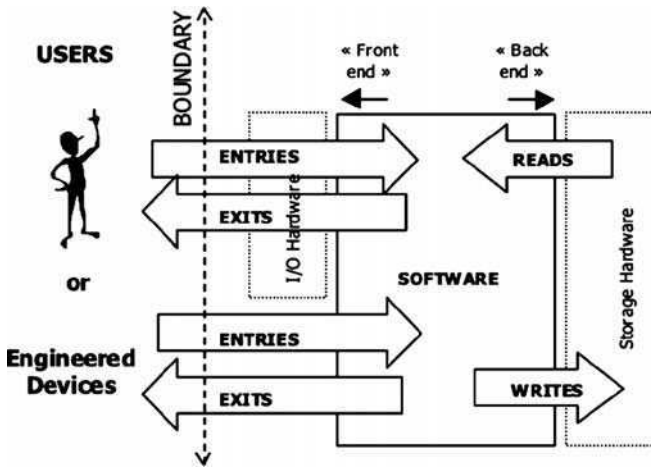 USERS
BOUNDARY
« Front
end »
« Back
end »
ENTRIES
READS
EXITS
I/O Hardware
or
SOFTWARE
Storage Hardware
ENTRIES
Engineered
Devices
EXITS
WRITES